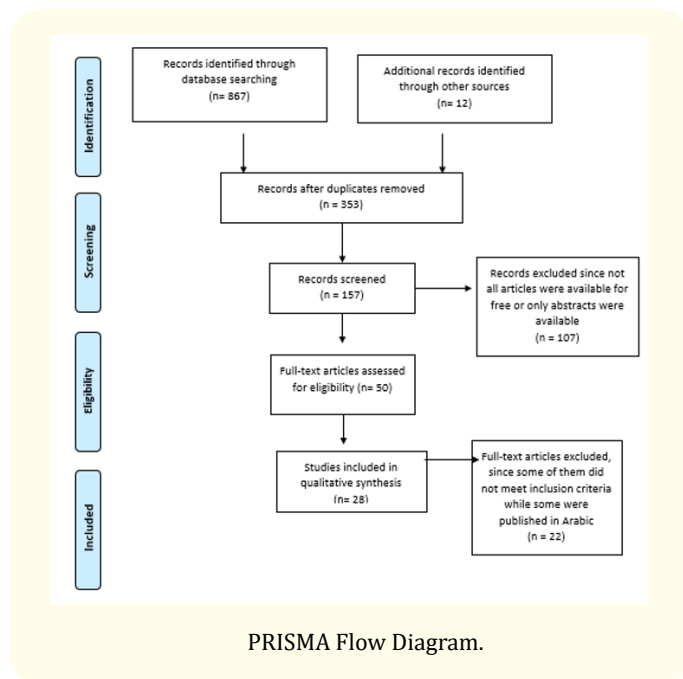 Identification
Records identified through
database searching
(n= 867)
Additional records identified
through other sources
(n= 12)
Records after duplicates removed
(n = 353)
Screening
Records screened
(n = 157)
Records excluded since not
all articles were available for
free or only abstracts were
available
(n = 107)
Eligibility
Full-text articles assessed
for eligibility (n= 50)
Included
Studies included in
qualitative synthesis
(n= 28)
Full-text articles excluded,
since some of them did
not meet inclusion criteria
while some were
published in Arabic
(n = 22)
PRISMA Flow Diagram.